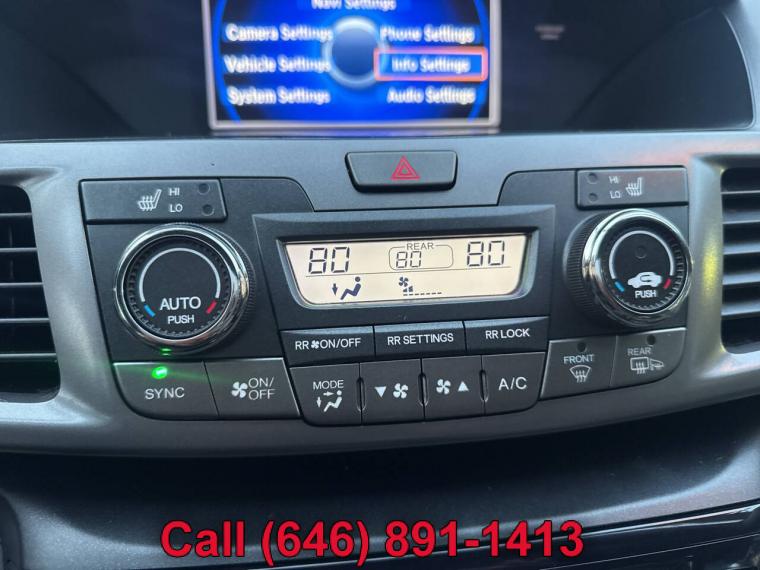 Navi Settings
Camera Settings Phone Settings
Vehicle Settings Info Settings
System Settings Audio Settings
HI
LO
HI
LO
REAR
80 80 80
AUTO
PUSH
PUSH
RR ON/OFF RR SETTINGS RR LOCK
SYNC
ON/
OFF
MODE
A/C
FRONT
REAR
Call (646) 891-1413